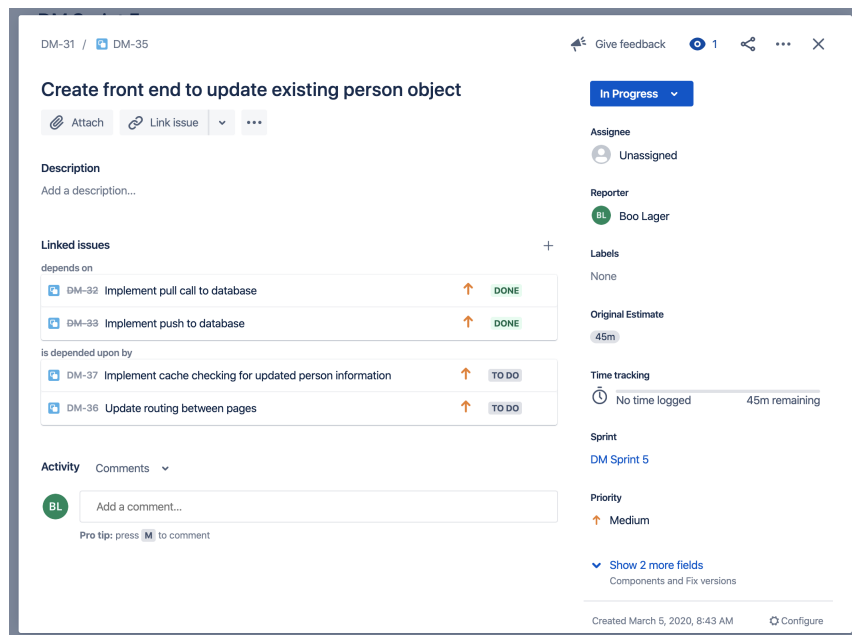 DM-31 / DM-35
Give feedback 1
Create front end to update existing person object
Attach Link issue
Description
Add a description...
Linked issues
depends on
DM-32 Implement pull call to database DONE
DM-33 Implement push to database DONE
is depended upon by
DM-37 Implement cache checking for updated person information TO DO
DM-36 Update routing between pages TO DO
Activity Comments
BL Add a comment...
Pro tip: press M to comment
In Progress
Assignee
Unassigned
Reporter
BL Boo Lager
Labels
None
Original Estimate
45m
Time tracking
No time logged 45m remaining
Sprint
DM Sprint 5
Priority
Medium
Show 2 more fields
Components and Fix versions
Created March 5, 2020, 8:43 AM Configure